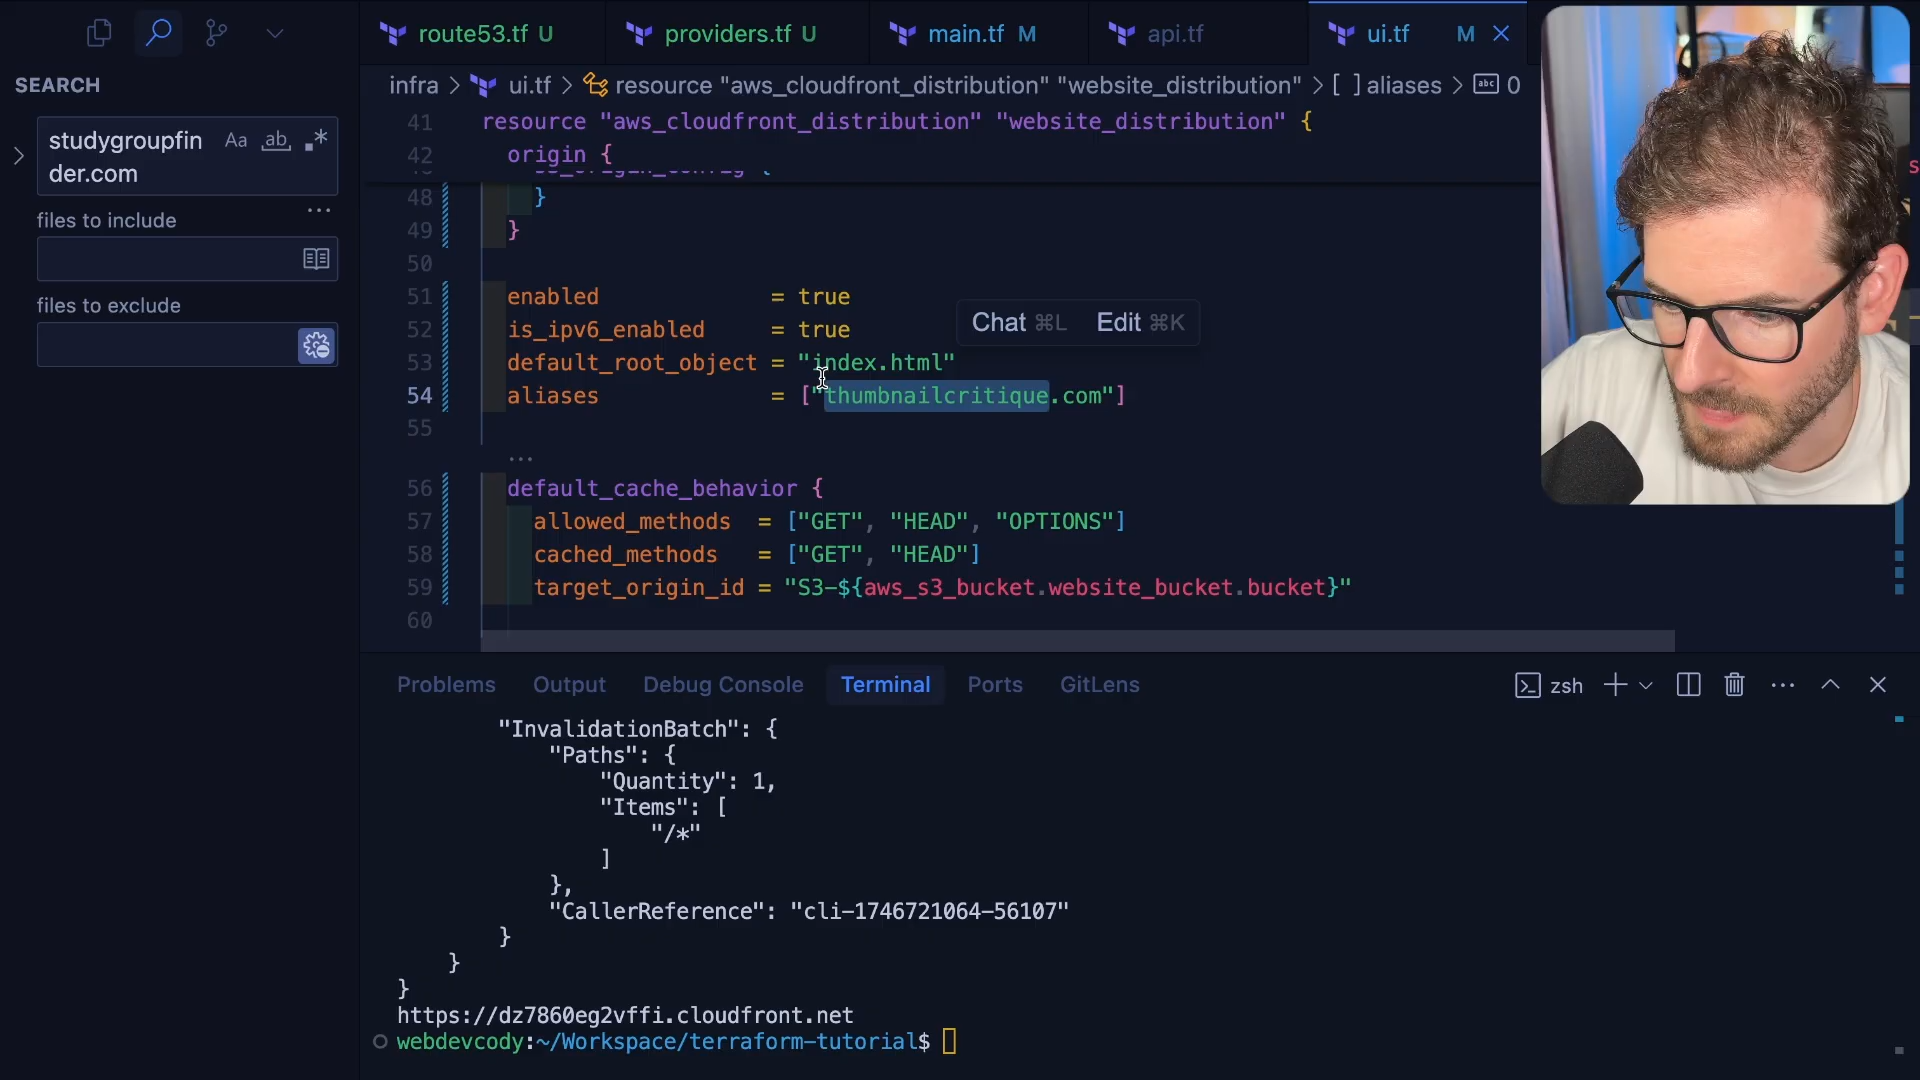 route53.tf U
providers.tf U
main.tf M
api.tf
ui.tf M
SEARCH
studygroupfin
der.com
Aa ab
files to include
files to exclude
infra > ui.tf > resource "aws_cloudfront_distribution" "website_distribution" > [ ] aliases > abc 0
41 resource "aws_cloudfront_distribution" "website_distribution" {
42 origin {
48 }
49 }
50
51 enabled = true
52 is_ipv6_enabled = true
53 default_root_object = "index.html"
54 aliases = ["thumbnailcritique.com"]
55
...
56 default_cache_behavior {
57 allowed_methods = ["GET", "HEAD", "OPTIONS"]
58 cached_methods = ["GET", "HEAD"]
59 target_origin_id = "S3-${aws_s3_bucket.website_bucket.bucket}"
60
Chat ⌘L Edit ⌘K
Problems Output Debug Console Terminal Ports GitLens
zsh
"InvalidationBatch": {
"Paths": {
"Quantity": 1,
"Items": [
"/*"
]
},
"CallerReference": "cli-1746721064-56107"
}
}
}
https://dz7860eg2vffi.cloudfront.net
webdevcody:~/Workspace/terraform-tutorial$